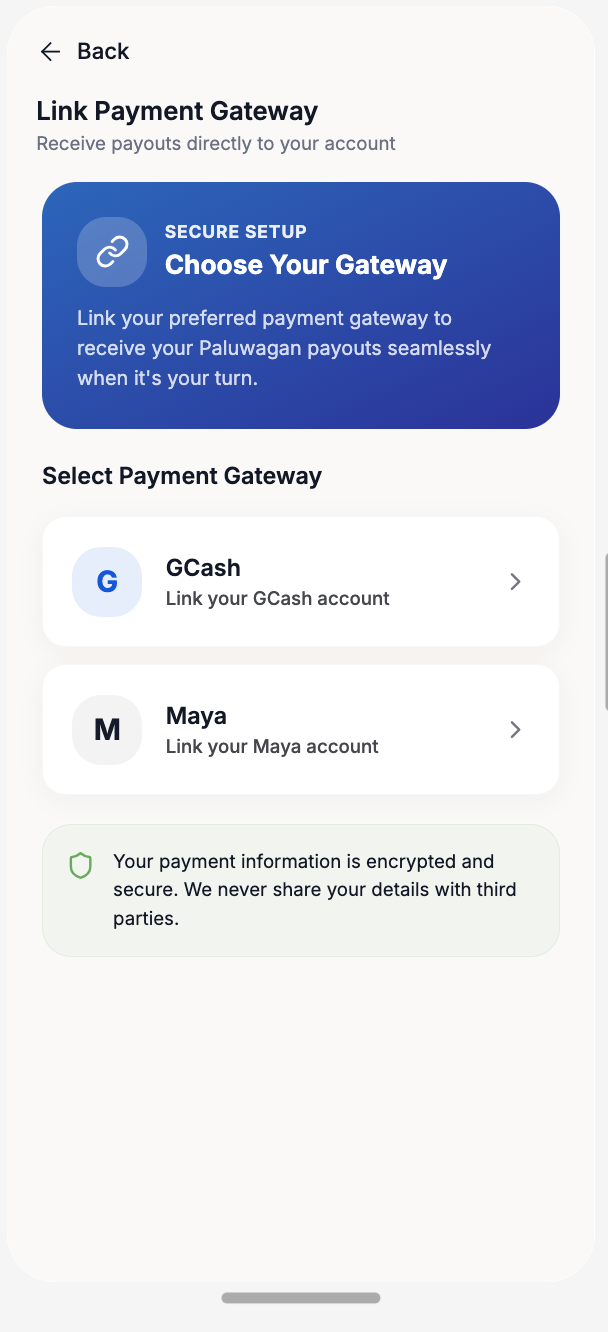 Back
Link Payment Gateway
Receive payouts directly to your account
SECURE SETUP
Choose Your Gateway
Link your preferred payment gateway to
receive your Paluwagan payouts seamlessly
when it's your turn.
Select Payment Gateway
G
GCash
Link your GCash account
M
Maya
Link your Maya account
Your payment information is encrypted and
secure. We never share your details with third
parties.